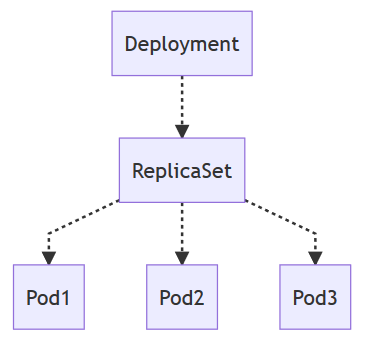 Deployment
ReplicaSet
Pod1
Pod2
Pod3